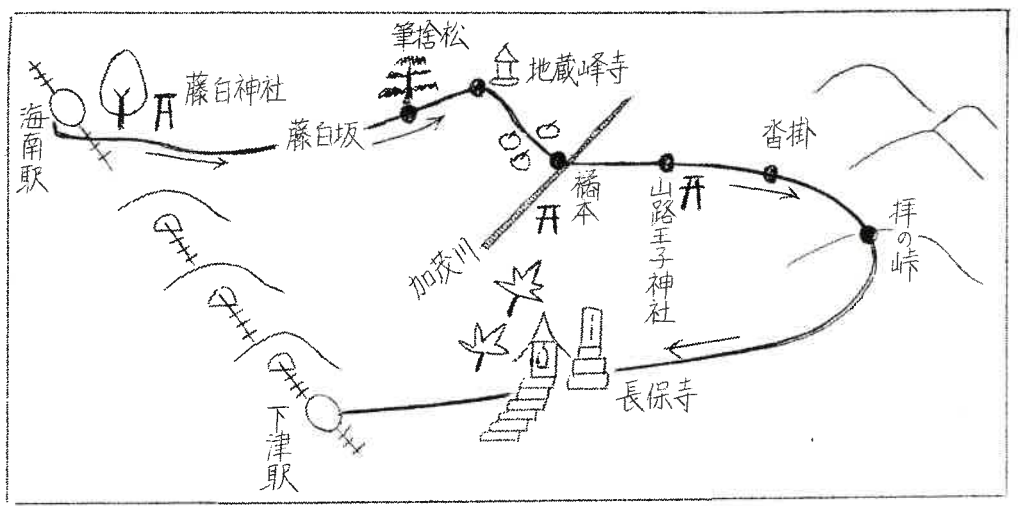 海南駅
藤白神社
藤白坂
筆捨松
地蔵峰寺
橘本
加茂川
山路王子神社
沓掛
拝の峠
長保寺
下津駅